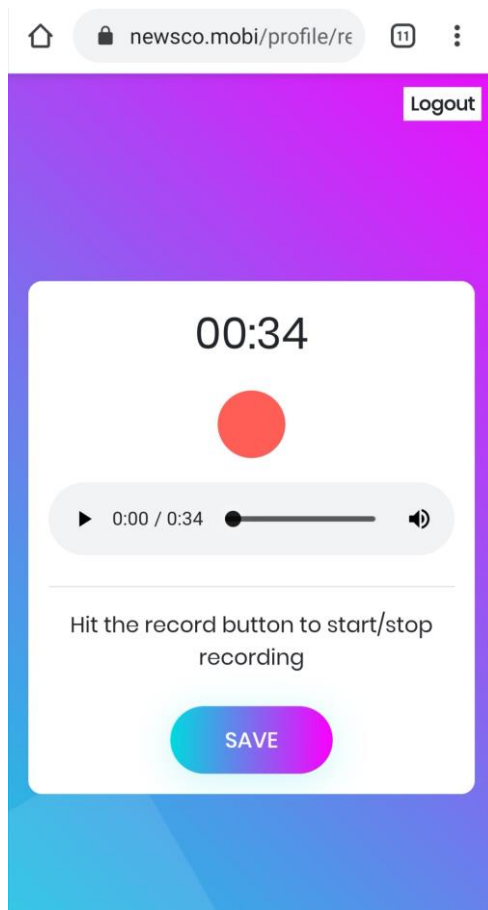 newsco.mobi/profile/re
11
Logout
00:34
0:00 / 0:34
Hit the record button to start/stop
recording
SAVE